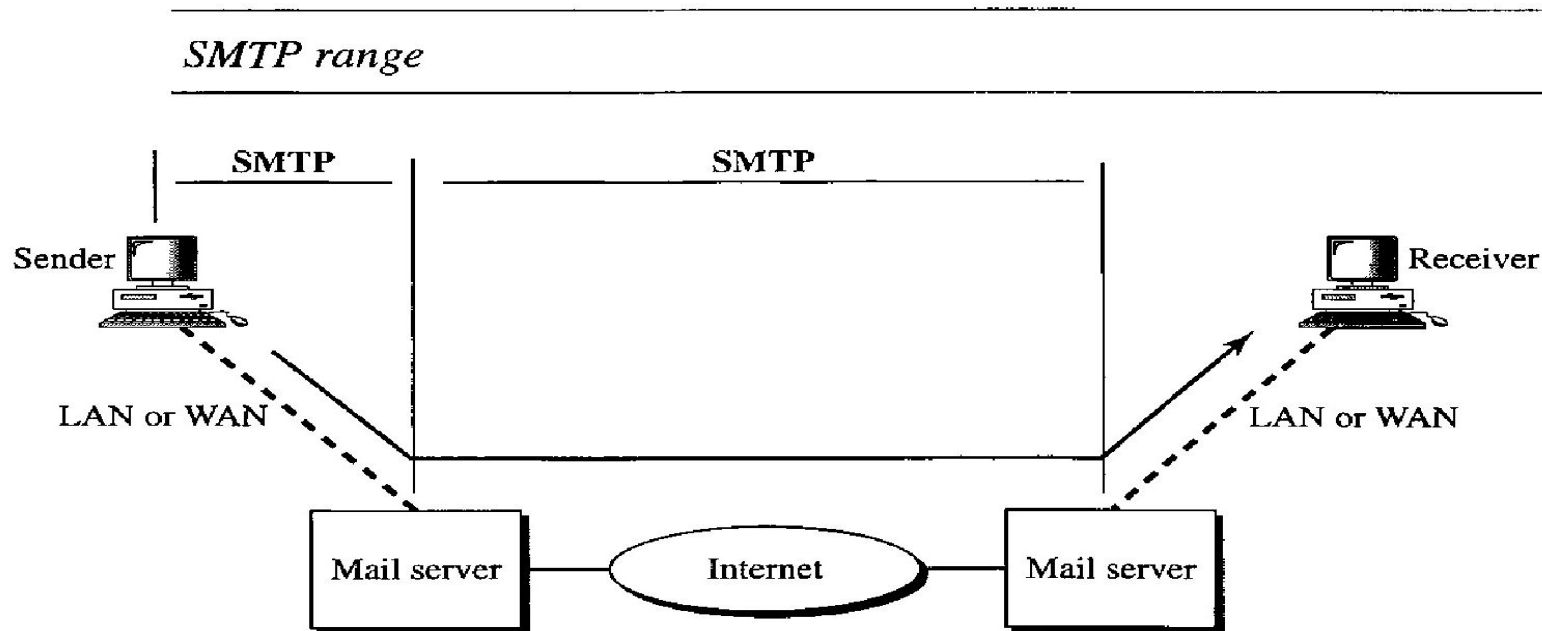 SMTP range
SMTP
SMTP
Sender
Receiver
LAN or WAN
LAN or WAN
Mail server
Internet
Mail server